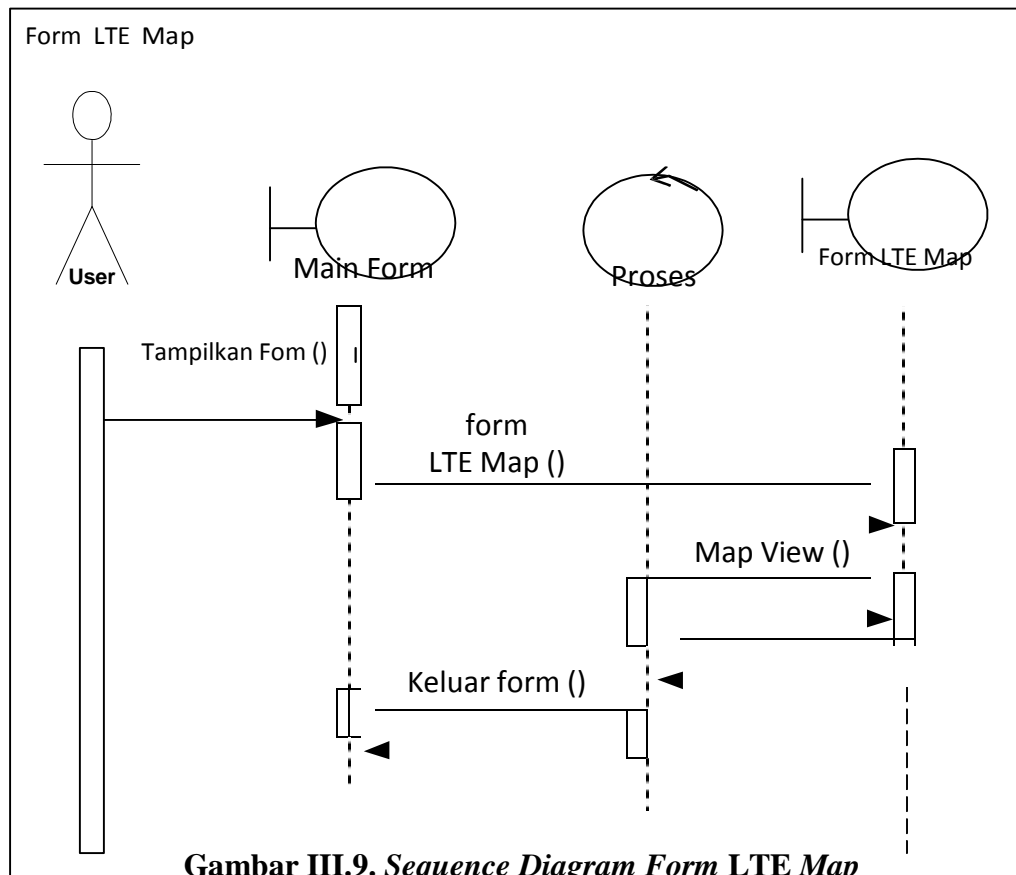 Form LTE Map
User
Main Form
Proses
Form LTE Map
Tampilkan Fom ()
form
LTE Map ()
Map View ()
Keluar form ()
Gambar III.9. Sequence Diagram Form LTE Map